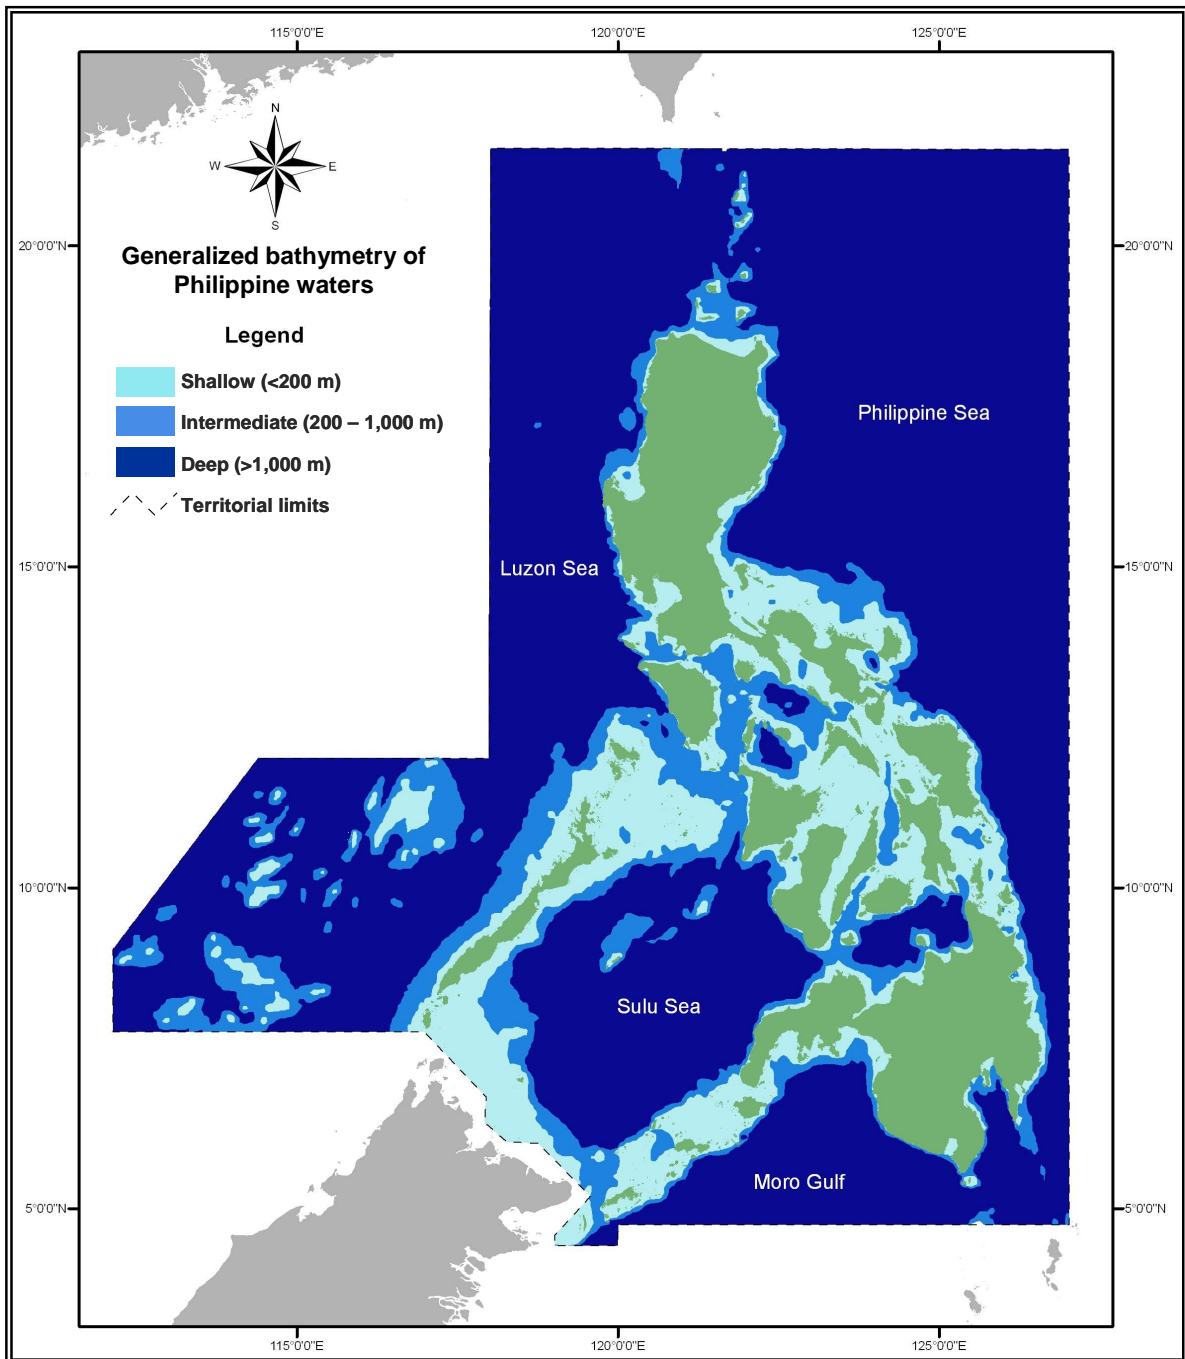 115°0'0"E 120°0'0"E 125°0'0"E
N
W E
S
20°0'0"N 20°0'0"N
Generalized bathymetry of
Philippine waters
Legend
Shallow (<200 m)
Intermediate (200 – 1,000 m)
Deep (>1,000 m)
Territorial limits
Philippine Sea
15°0'0"N 15°0'0"N
Luzon Sea
10°0'0"N 10°0'0"N
Sulu Sea
Moro Gulf
5°0'0"N 5°0'0"N
115°0'0"E 120°0'0"E 125°0'0"E